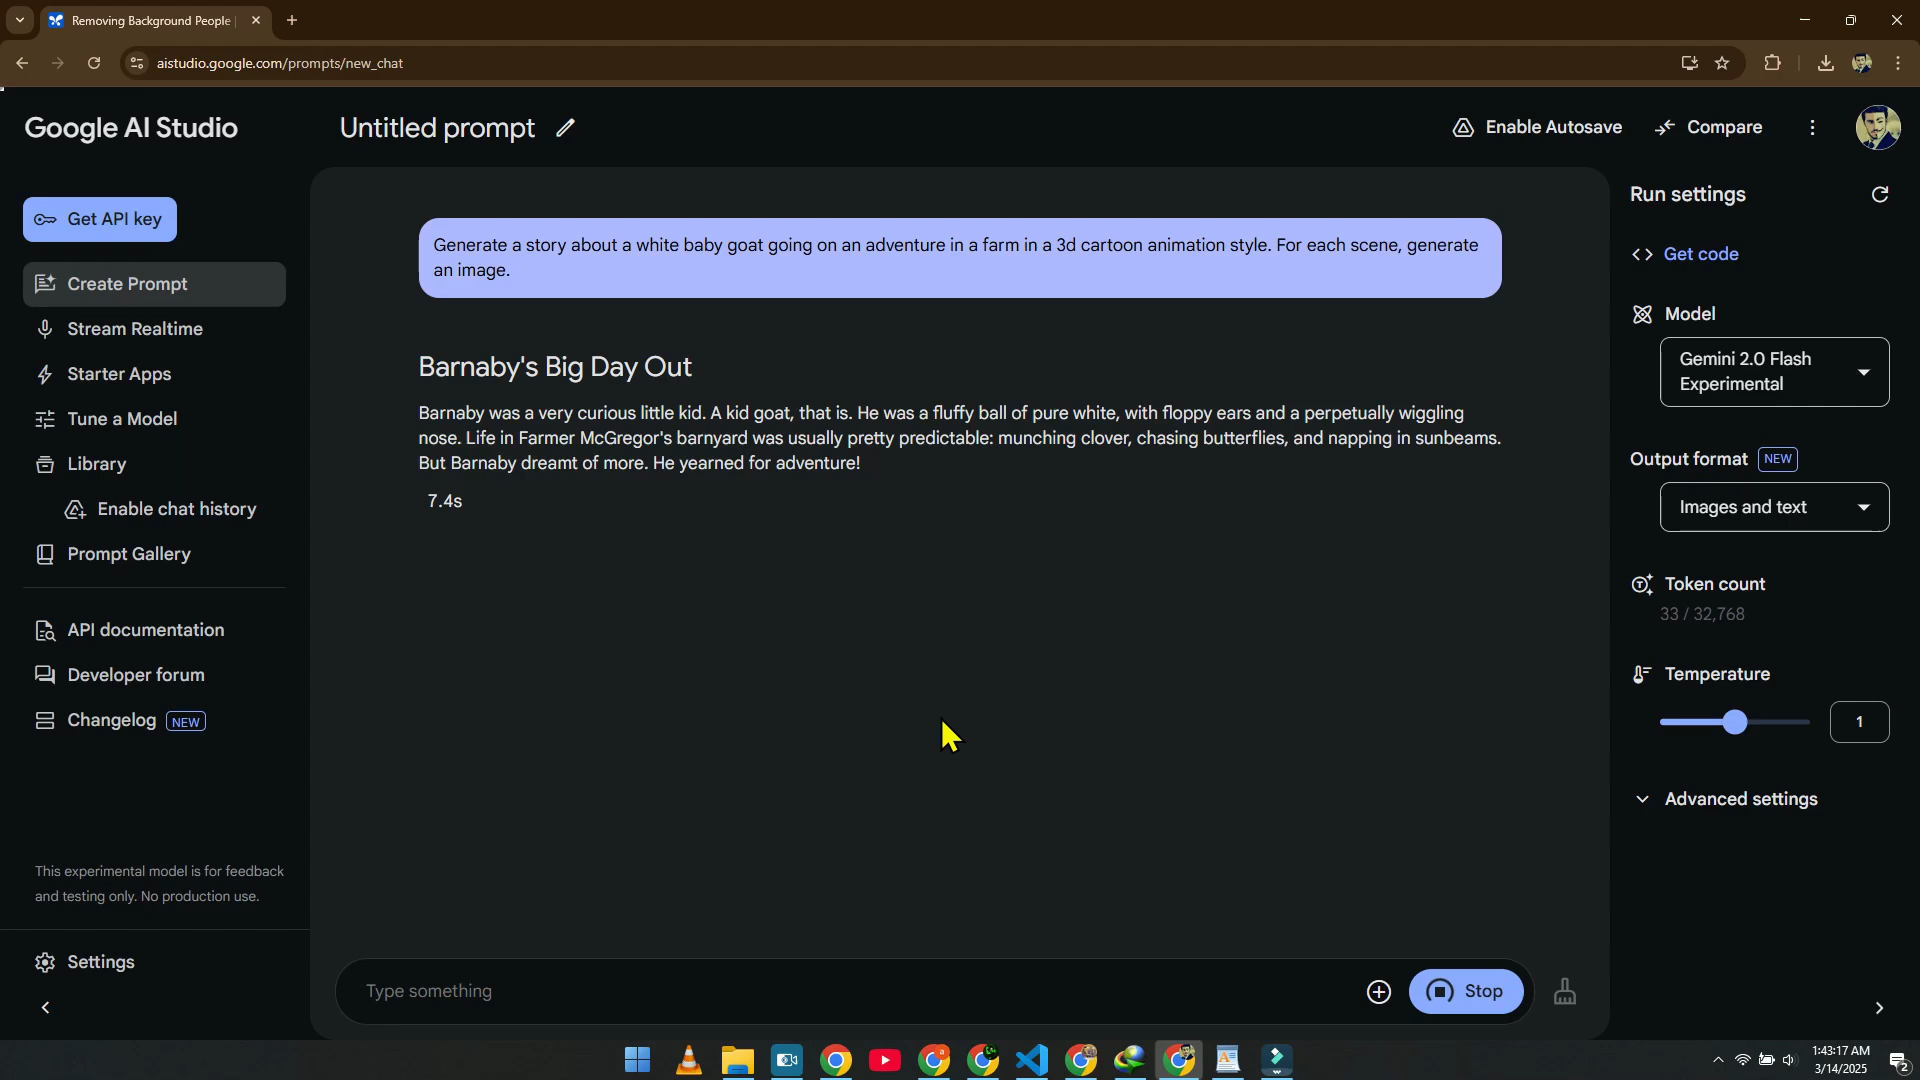 Removing Background People |
aistudio.google.com/prompts/new_chat
Google AI Studio
Untitled prompt
Enable Autosave
Compare
Get API key
Create Prompt
Stream Realtime
Starter Apps
Tune a Model
Library
Enable chat history
Prompt Gallery
API documentation
Developer forum
Changelog NEW
This experimental model is for feedback
and testing only. No production use.
Settings
Generate a story about a white baby goat going on an adventure in a farm in a 3d cartoon animation style. For each scene, generate
an image.
Barnaby's Big Day Out
Barnaby was a very curious little kid. A kid goat, that is. He was a fluffy ball of pure white, with floppy ears and a perpetually wiggling
nose. Life in Farmer McGregor's barnyard was usually pretty predictable: munching clover, chasing butterflies, and napping in sunbeams.
But Barnaby dreamt of more. He yearned for adventure!
7.4s
Type something
Stop
Run settings
Get code
Model
Gemini 2.0 Flash
Experimental
Output format NEW
Images and text
Token count
33 / 32,768
Temperature
1
Advanced settings
1:43:17 AM
3/14/2025
2